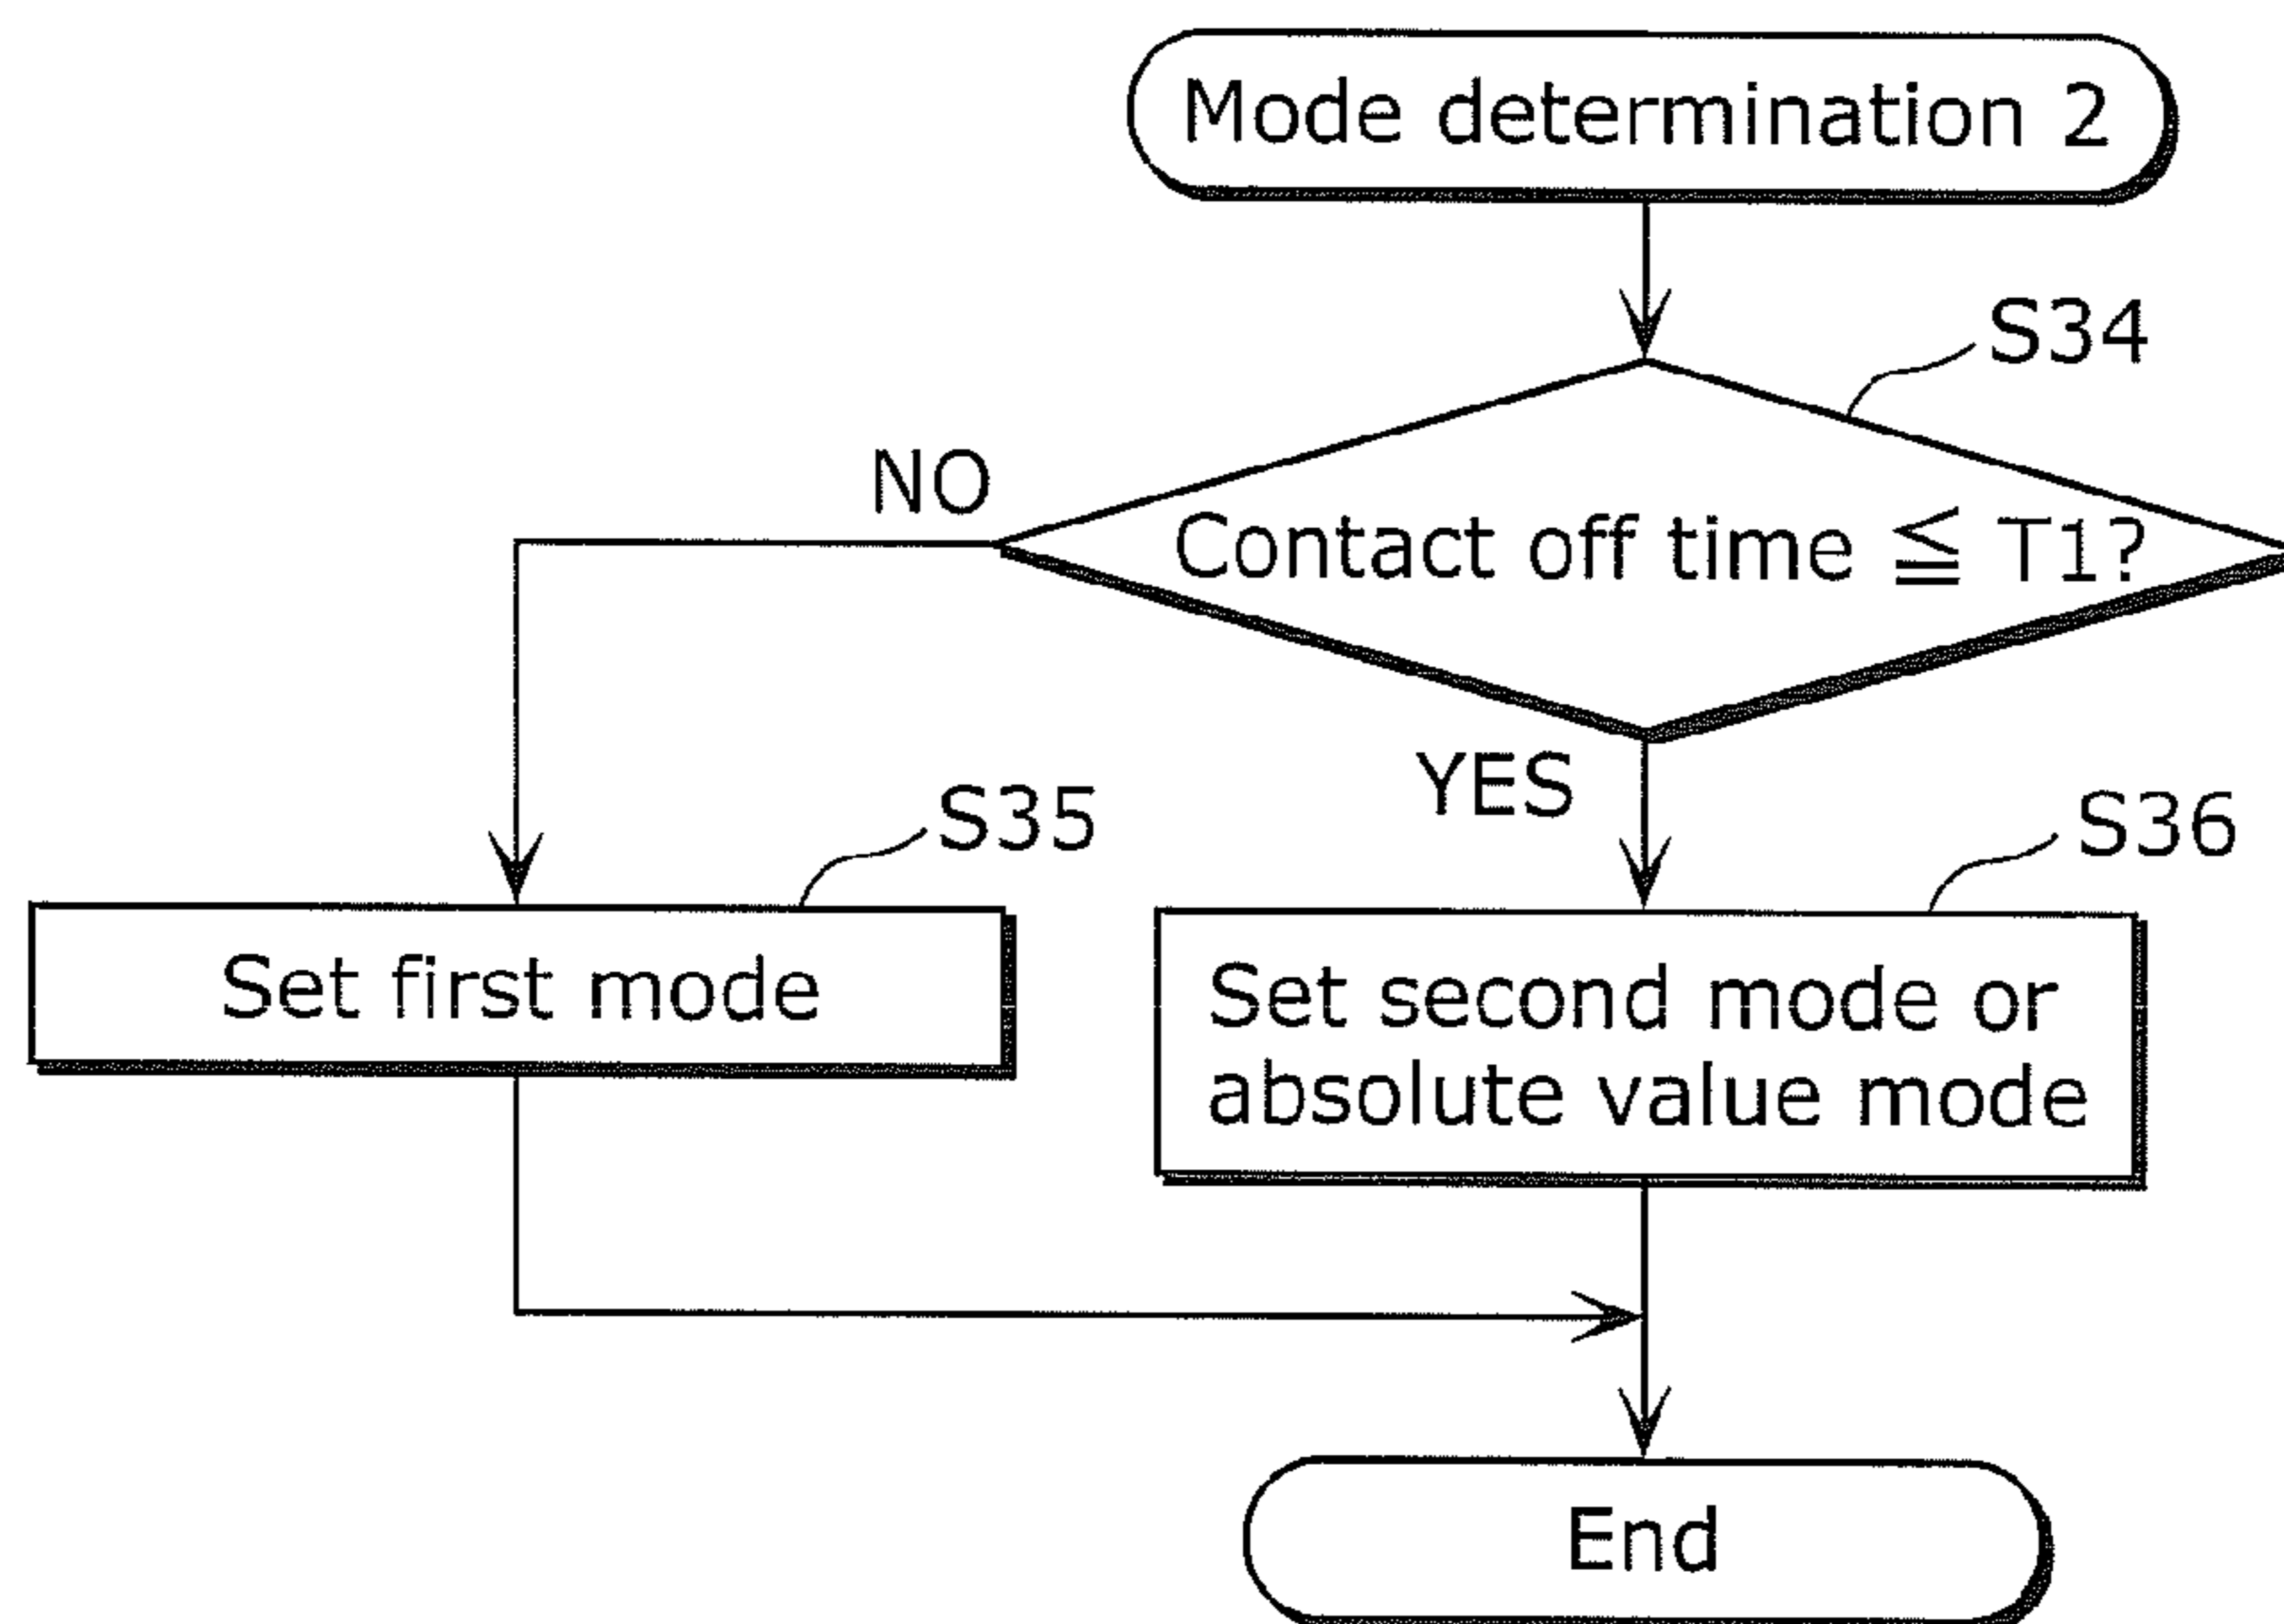 Mode determination 2
S34
NO
Contact off time ≦ T1?
YES
S35
S36
Set first mode
Set second mode or
absolute value mode
End